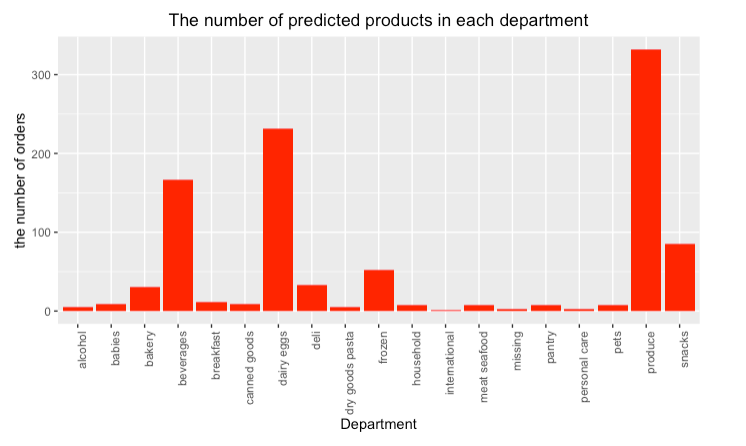 The number of predicted products in each department
the number of orders
300
200
100
0
alcohol
babies
bakery
beverages
breakfast
canned goods
dairy eggs
deli
dry goods pasta
frozen
household
international
meat seafood
missing
pantry
personal care
pets
produce
snacks
Department